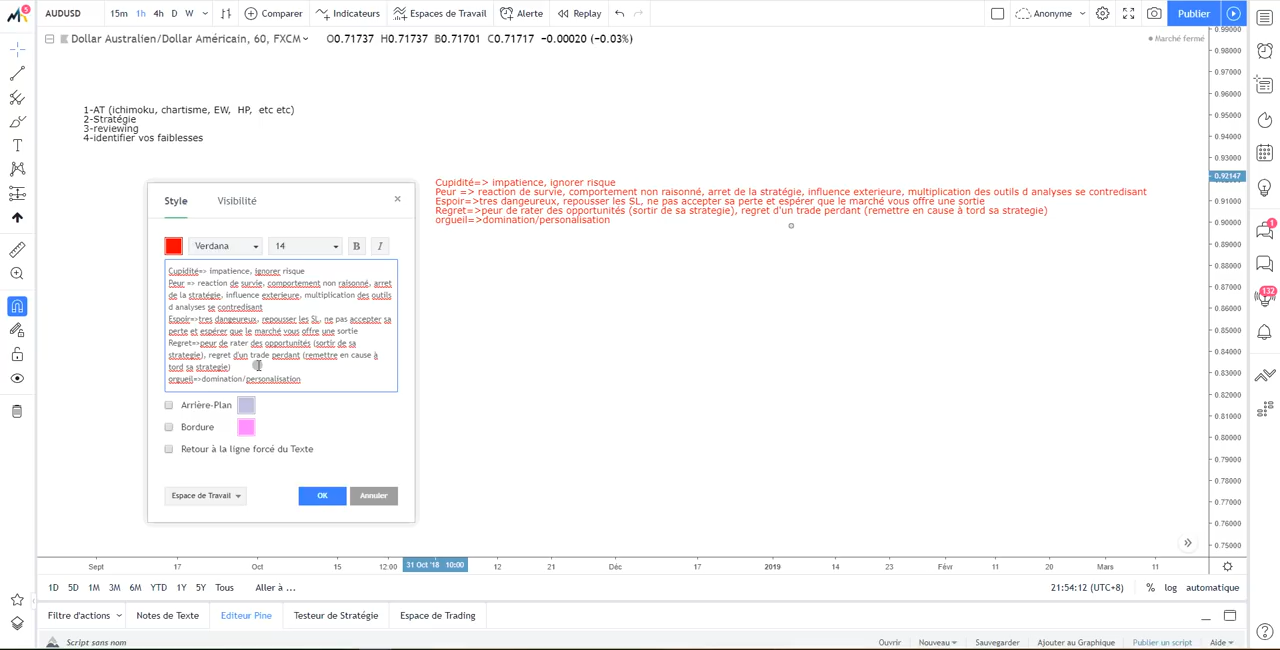 5
AUDUSD
15m 1h 4h D W
Comparer
Indicateurs
Espaces de Travail
Alerte
Replay
Anonyme
Publier
Dollar Australien/Dollar Américain, 60, FXCM
O0.71737 H0.71737 B0.71701 C0.71717 −0.00020 (−0.03%)
Marché fermé
1-AT (ichimoku, chartisme, EW, HP, etc etc)
2-Stratégie
3-reviewing
4-identifier vos faiblesses
Cupidité=> impatience, ignorer risque
Peur => reaction de survie, comportement non raisonné, arret de la stratégie, influence exterieure, multiplication des outils d analyses se contredisant
Espoir=>tres dangeureux, repousser les SL, ne pas accepter sa perte et espérer que le marché vous offre une sortie
Regret=>peur de rater des opportunités (sortir de sa strategie), regret d'un trade perdant (remettre en cause à tord sa strategie)
orgueil=>domination/personalisation
Style
Visibilité
×
Verdana
14
B
I
Cupidité=> impatience, ignorer risque
Peur => reaction de survie, comportement non raisonné, arret
de la stratégie, influence exterieure, multiplication des outils
d analyses se contredisant
Espoir=>tres dangeureux, repousser les SL, ne pas accepter sa
perte et espérer que le marché vous offre une sortie
Regret=>peur de rater des opportunités (sortir de sa
strategie), regret d'un trade perdant (remettre en cause à
tord sa strategie)
orgueil=>domination/personalisation
Arrière-Plan
Bordure
Retour à la ligne forcé du Texte
Espace de Travail
OK
Annuler
0.99000
0.98000
0.97000
0.96000
0.95000
0.94000
0.93000
0.92147
0.91000
0.90000
0.89000
0.88000
0.87000
0.86000
0.85000
0.84000
0.83000
0.82000
0.81000
0.80000
0.79000
0.78000
0.77000
0.76000
0.75000
1
132
Sept 17 Oct 15 12:00 31 Oct '18 10:00 12 21 Déc 17 2019 14 23 Févr 11 20 Mars 11
1D 5D 1M 3M 6M YTD 1Y 5Y Tous
Aller à ...
21:54:12 (UTC+8)
% log automatique
Filtre d'actions
Notes de Texte
Editeur Pine
Testeur de Stratégie
Espace de Trading
Script sans nom
Ouvrir
Nouveau
Sauvegarder
Ajouter au Graphique
Publier un script
Aide